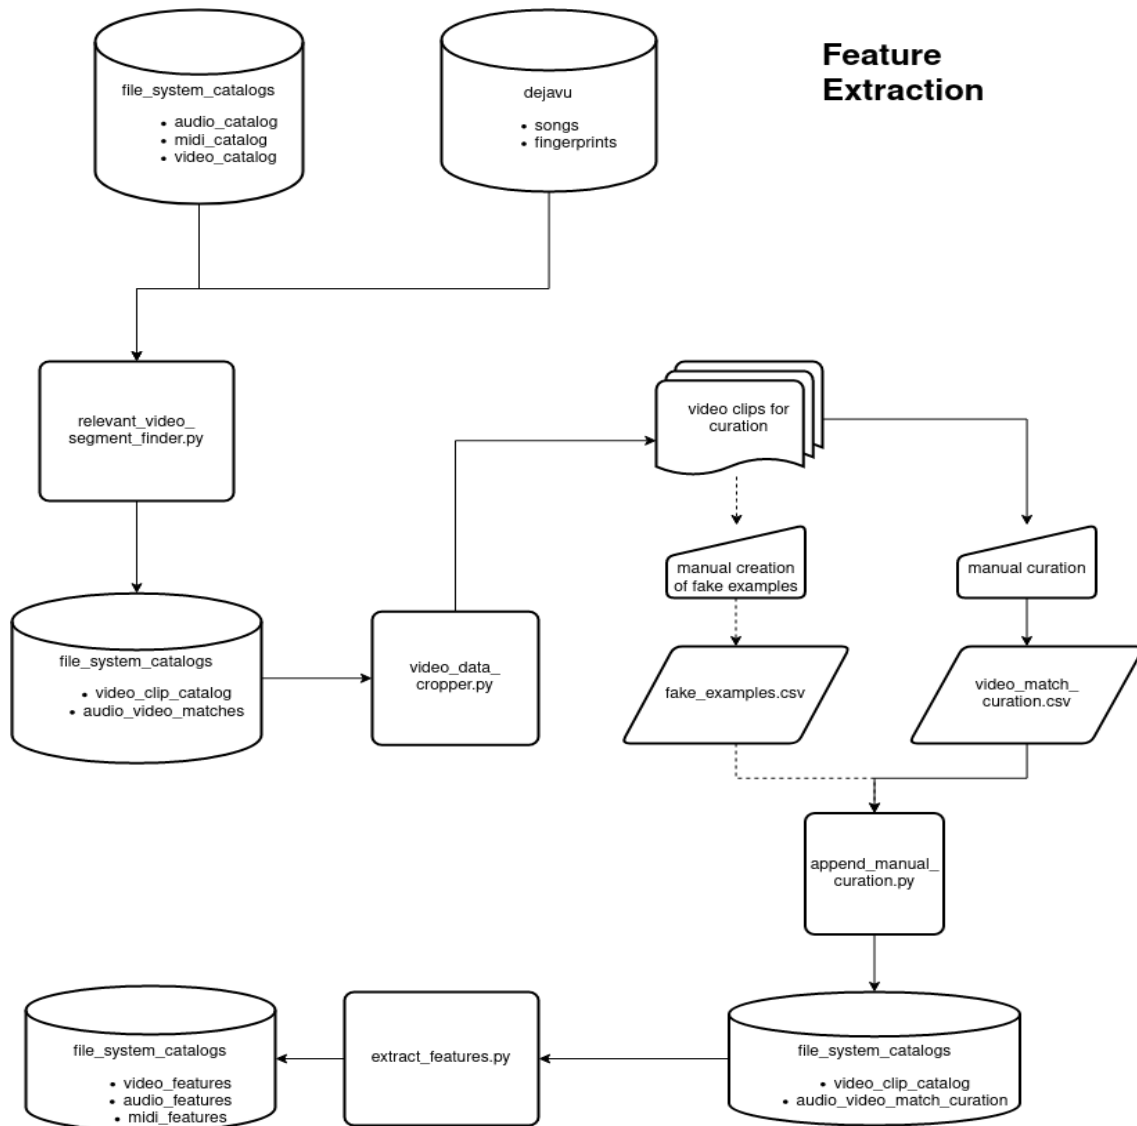 Feature
Extraction
file_system_catalogs
• audio_catalog
• midi_catalog
• video_catalog
dejavu
• songs
• fingerprints
relevant_video_
segment_finder.py
video clips for
curation
manual creation
of fake examples
manual curation
file_system_catalogs
• video_clip_catalog
• audio_video_matches
video_data_
cropper.py
fake_examples.csv
video_match_
curation.csv
append_manual_
curation.py
file_system_catalogs
• video_features
• audio_features
• midi_features
extract_features.py
file_system_catalogs
• video_clip_catalog
• audio_video_match_curation